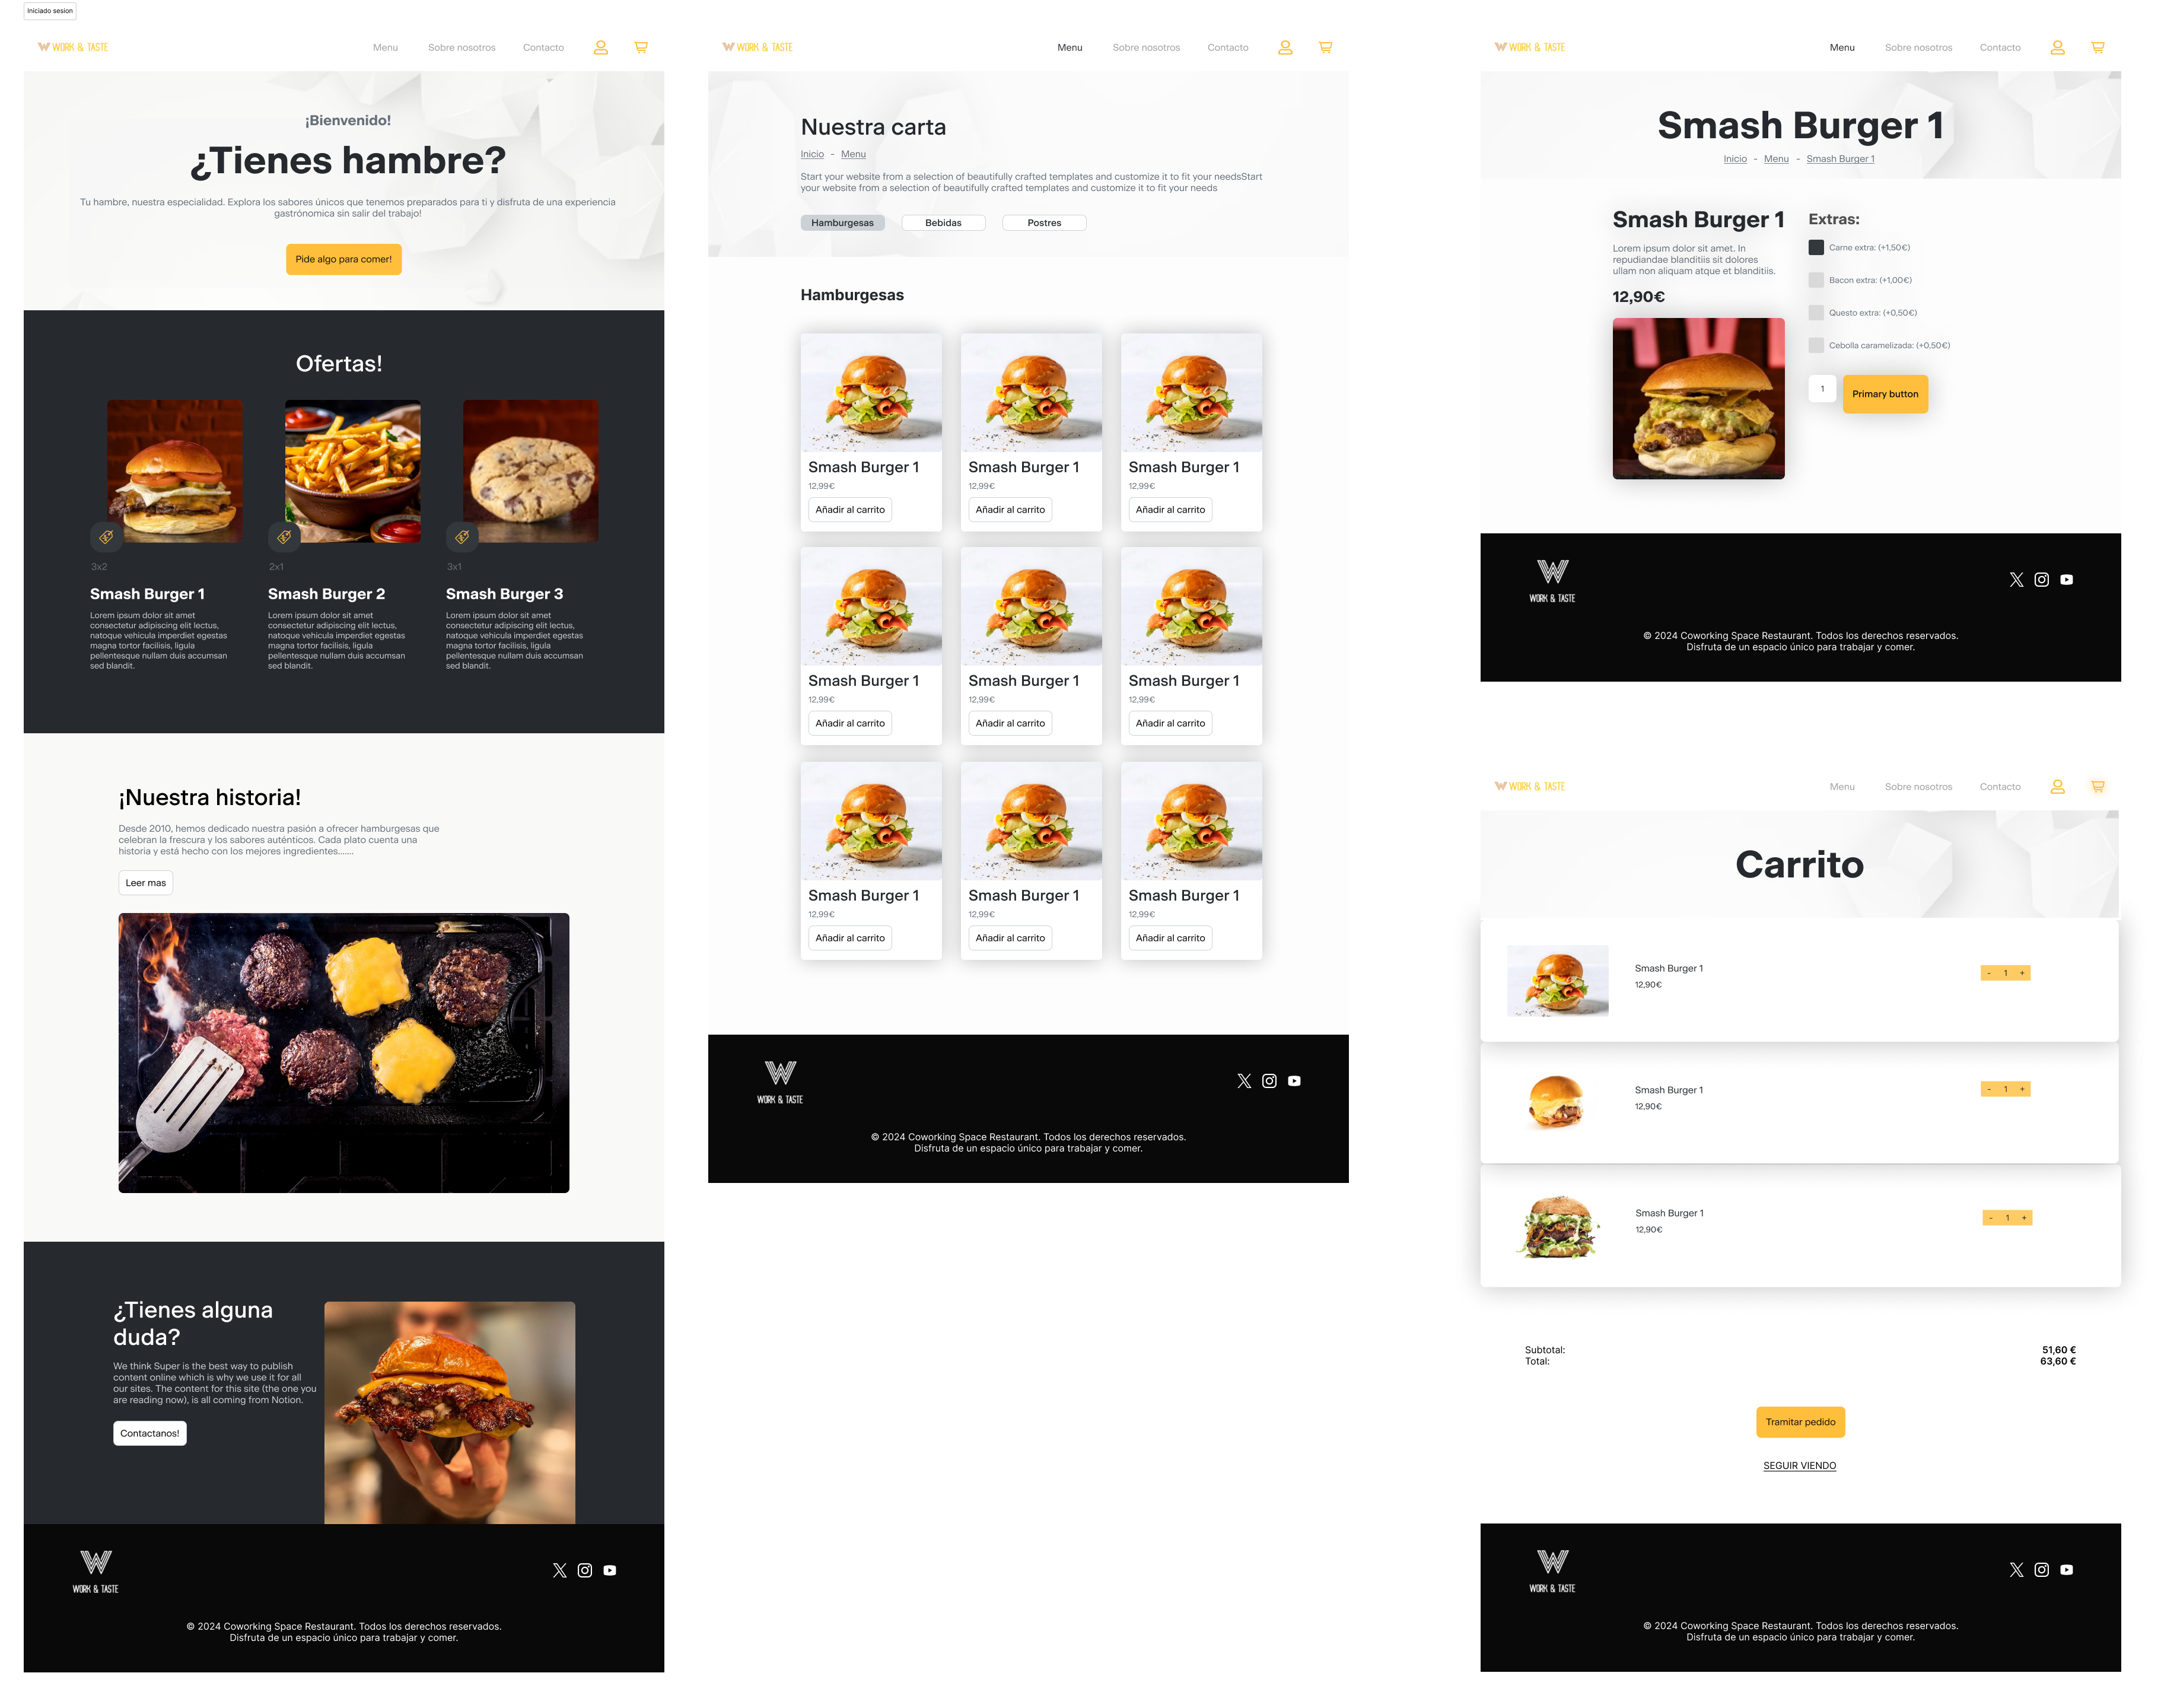 Iniciado sesion
WORK & TASTE
Menu
Sobre nosotros
Contacto
¡Bienvenido!
¿Tienes hambre?
Tu hambre, nuestra especialidad. Explora los sabores únicos que tenemos preparados para ti y disfruta de una experiencia
gastrónomica sin salir del trabajo!
Pide algo para comer!
Ofertas!
3x2
Smash Burger 1
Lorem ipsum dolor sit amet
consectetur adipiscing elit lectus,
natoque vehicula imperdiet egestas
magna tortor facilisis, ligula
pellentesque nullam duis accumsan
sed blandit.
2x1
Smash Burger 2
Lorem ipsum dolor sit amet
consectetur adipiscing elit lectus,
natoque vehicula imperdiet egestas
magna tortor facilisis, ligula
pellentesque nullam duis accumsan
sed blandit.
3x1
Smash Burger 3
Lorem ipsum dolor sit amet
consectetur adipiscing elit lectus,
natoque vehicula imperdiet egestas
magna tortor facilisis, ligula
pellentesque nullam duis accumsan
sed blandit.
¡Nuestra historia!
Desde 2010, hemos dedicado nuestra pasión a ofrecer hamburgesas que
celebran la frescura y los sabores auténticos. Cada plato cuenta una
historia y está hecho con los mejores ingredientes.......
Leer mas
¿Tienes alguna
duda?
We think Super is the best way to publish
content online which is why we use it for all
our sites. The content for this site (the one you
are reading now), is all coming from Notion.
Contactanos!
WORK & TASTE
© 2024 Coworking Space Restaurant. Todos los derechos reservados.
Disfruta de un espacio único para trabajar y comer.
WORK & TASTE
Menu
Sobre nosotros
Contacto
Nuestra carta
Inicio - Menu
Start your website from a selection of beautifully crafted templates and customize it to fit your needsStart
your website from a selection of beautifully crafted templates and customize it to fit your needs
Hamburgesas
Bebidas
Postres
Hamburgesas
Smash Burger 1
12,99€
Añadir al carrito
Smash Burger 1
12,99€
Añadir al carrito
Smash Burger 1
12,99€
Añadir al carrito
Smash Burger 1
12,99€
Añadir al carrito
Smash Burger 1
12,99€
Añadir al carrito
Smash Burger 1
12,99€
Añadir al carrito
Smash Burger 1
12,99€
Añadir al carrito
Smash Burger 1
12,99€
Añadir al carrito
Smash Burger 1
12,99€
Añadir al carrito
WORK & TASTE
© 2024 Coworking Space Restaurant. Todos los derechos reservados.
Disfruta de un espacio único para trabajar y comer.
WORK & TASTE
Menu
Sobre nosotros
Contacto
Smash Burger 1
Inicio - Menu - Smash Burger 1
Smash Burger 1
Lorem ipsum dolor sit amet. In
repudiandae blanditiis sit dolores
ullam non aliquam atque et blanditiis.
12,90€
Extras:
Carne extra: (+1,50€)
Bacon extra: (+1,00€)
Questo extra: (+0,50€)
Cebolla caramelizada: (+0,50€)
1
Primary button
WORK & TASTE
© 2024 Coworking Space Restaurant. Todos los derechos reservados.
Disfruta de un espacio único para trabajar y comer.
WORK & TASTE
Menu
Sobre nosotros
Contacto
Carrito
Smash Burger 1
12,90€
- 1 +
Smash Burger 1
12,90€
- 1 +
Smash Burger 1
12,90€
- 1 +
Subtotal: 51,60 €
Total: 63,60 €
Tramitar pedido
SEGUIR VIENDO
WORK & TASTE
© 2024 Coworking Space Restaurant. Todos los derechos reservados.
Disfruta de un espacio único para trabajar y comer.